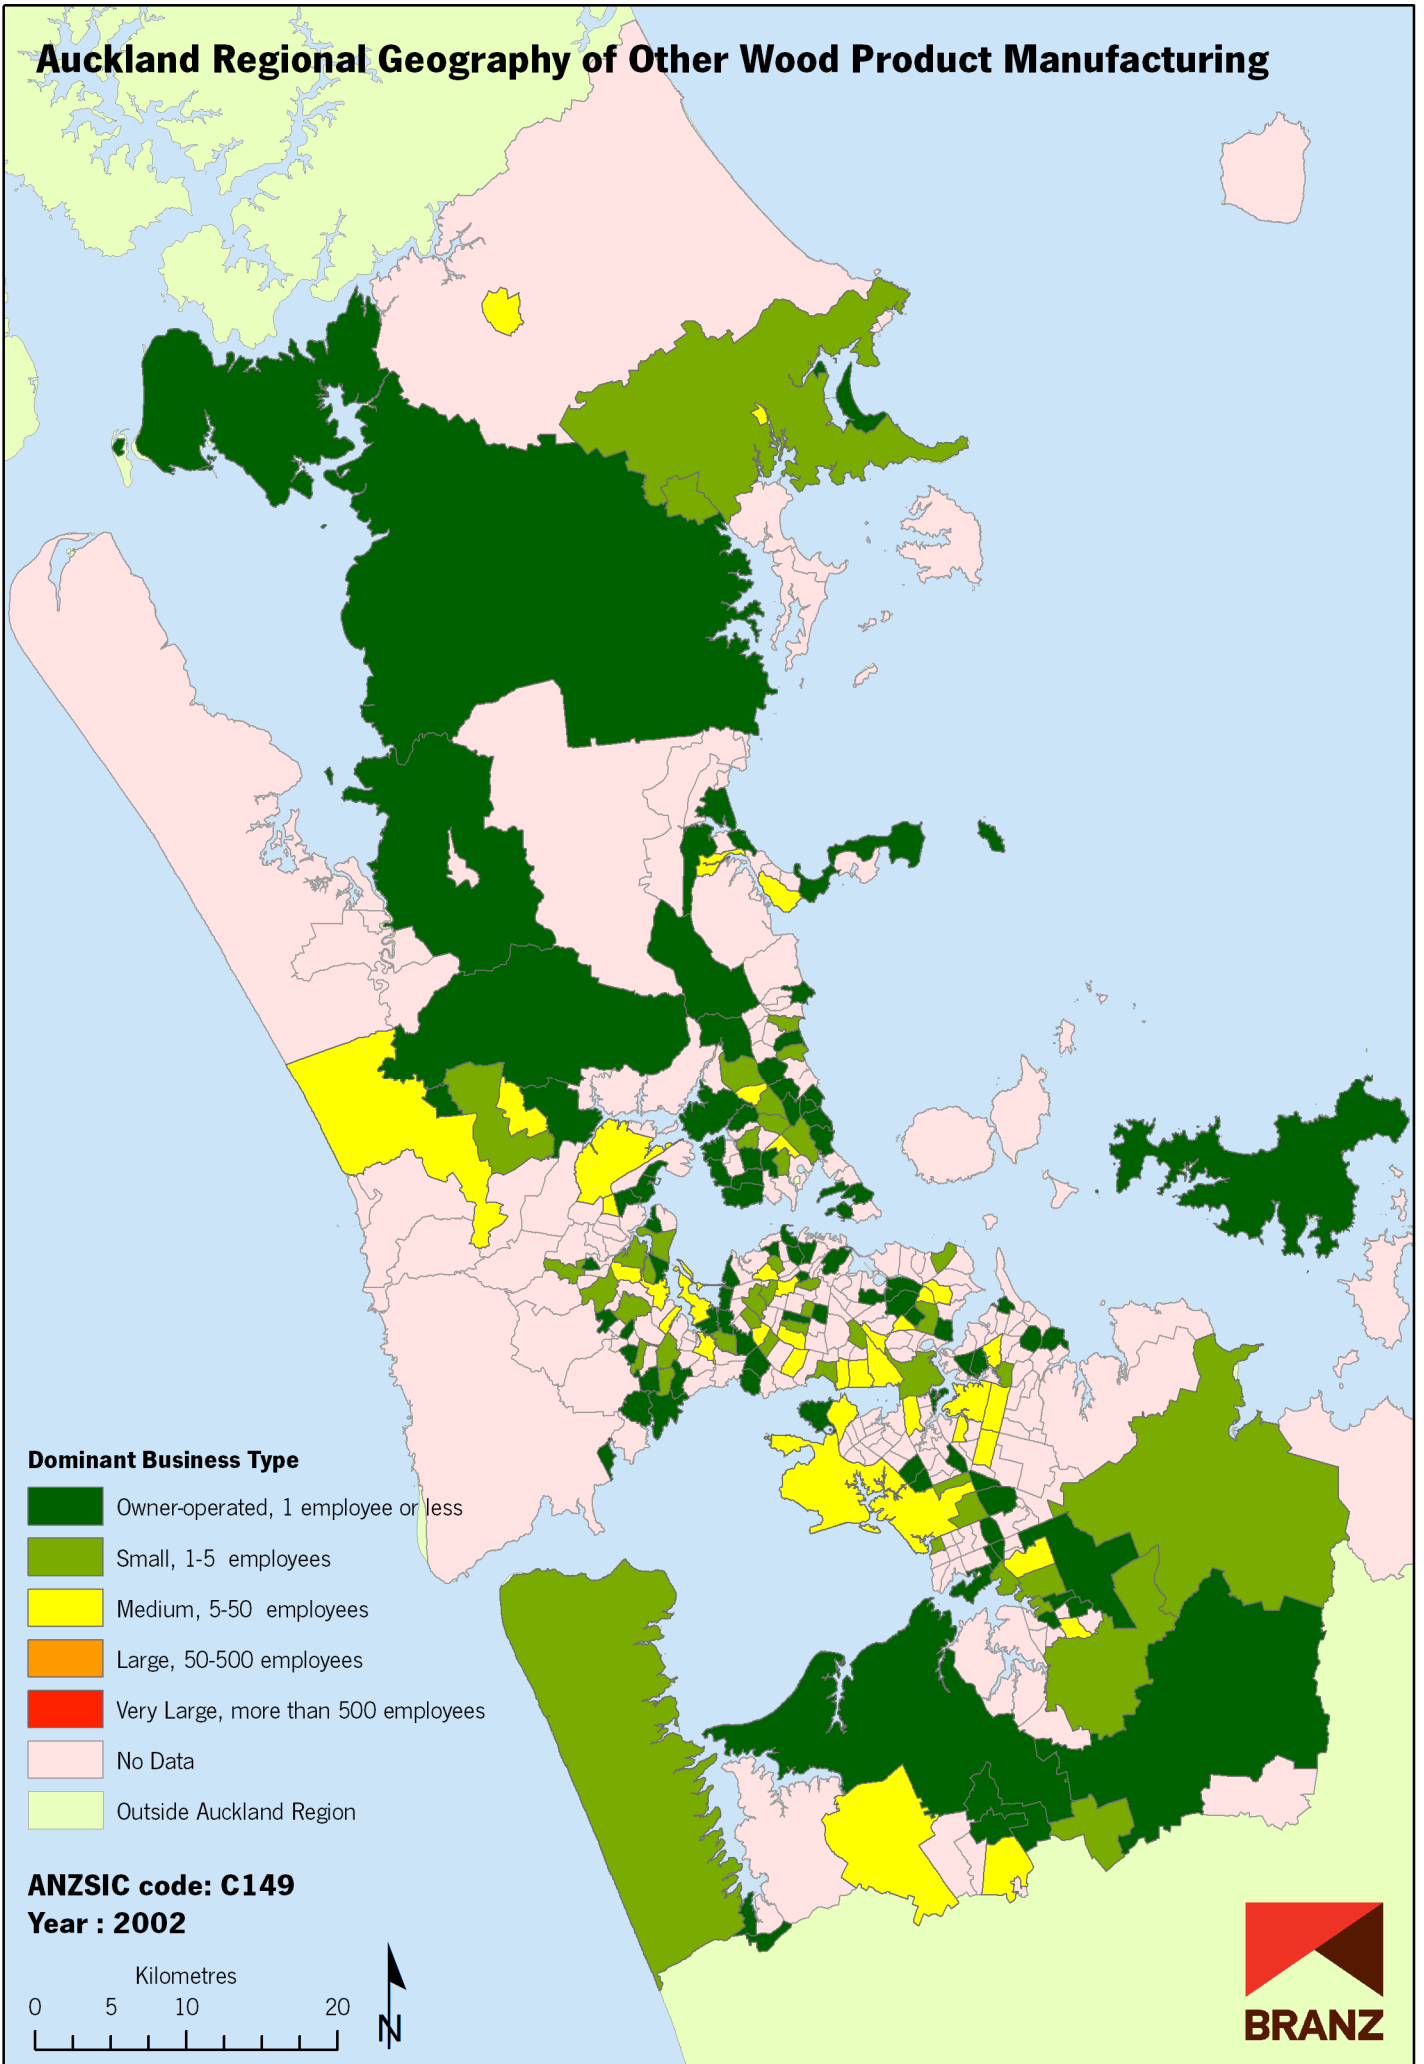 Auckland Regional Geography of Other Wood Product Manufacturing
Dominant Business Type
Owner-operated, 1 employee or less
Small, 1-5 employees
Medium, 5-50 employees
Large, 50-500 employees
Very Large, more than 500 employees
No Data
Outside Auckland Region
ANZSIC code: C149
Year : 2002
Kilometres
0 5 10 20
N
BRANZ